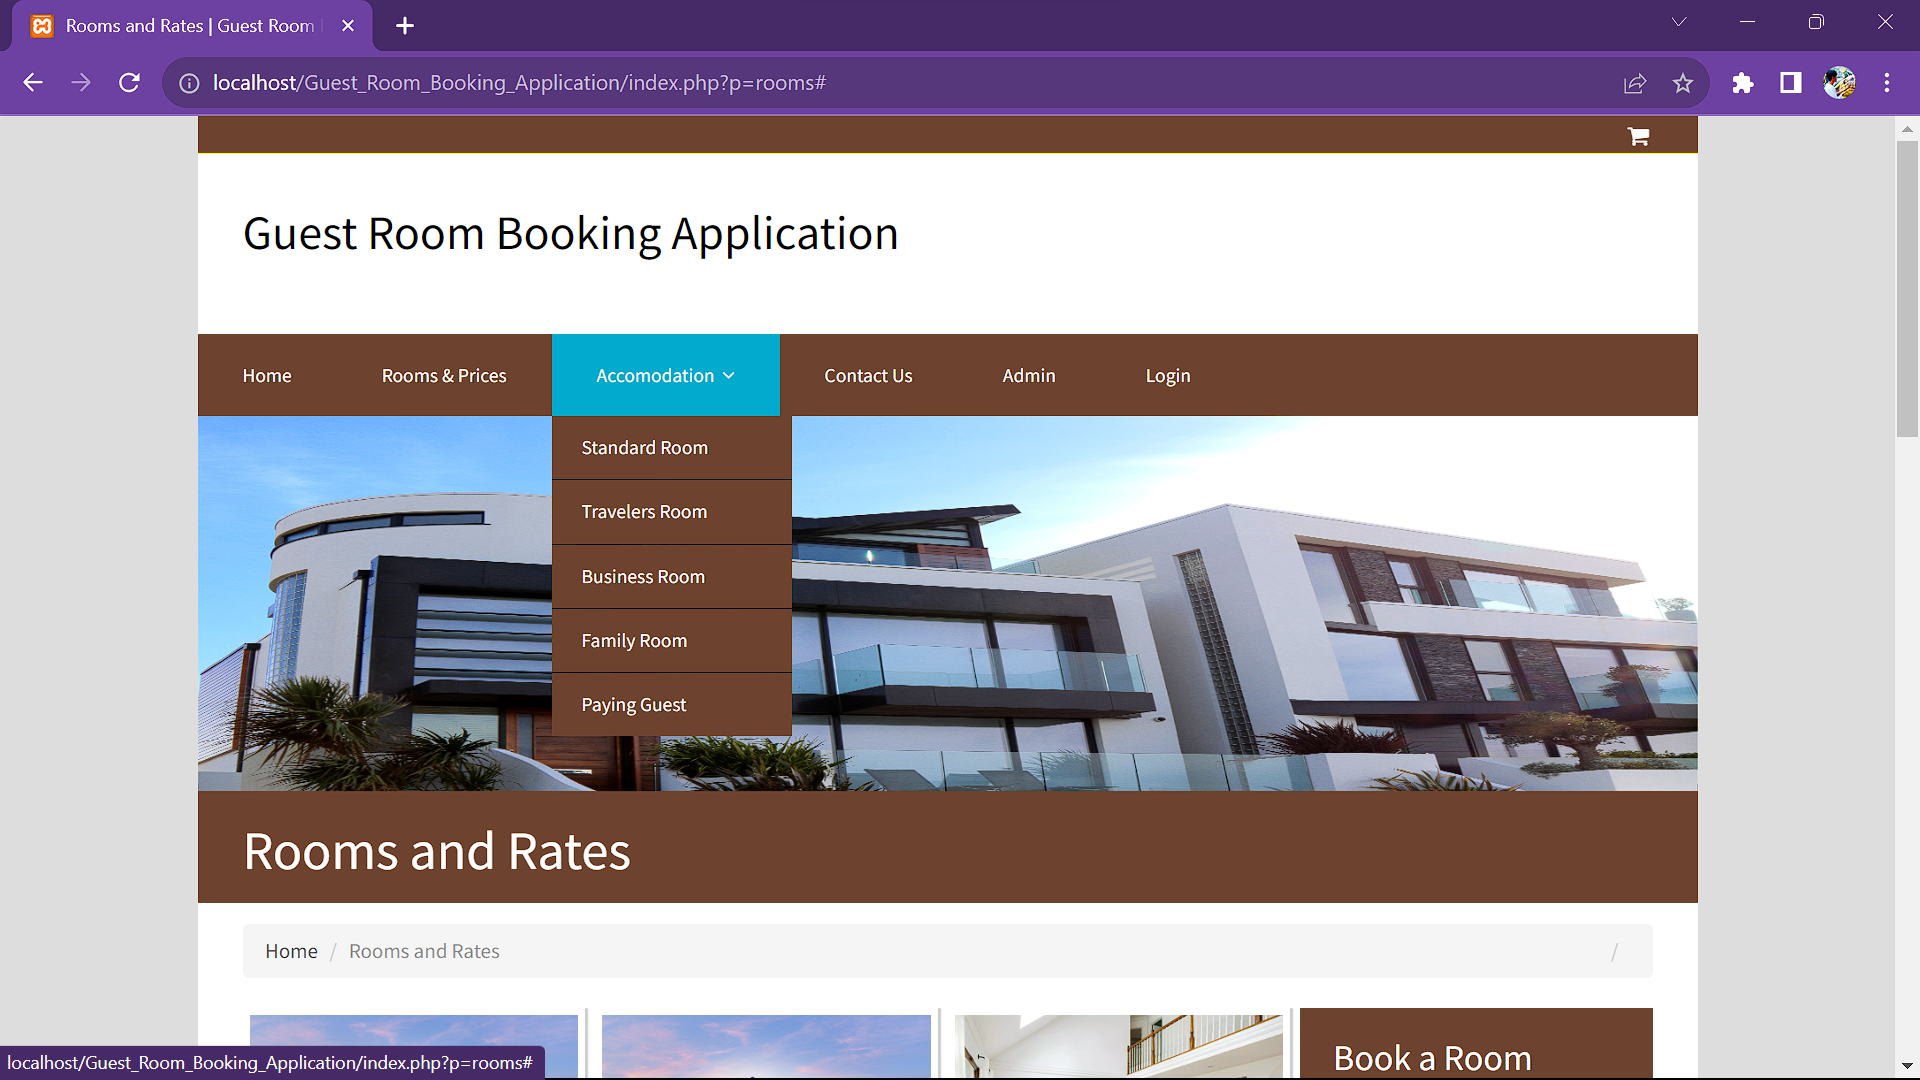 Rooms and Rates | Guest Room
localhost/Guest_Room_Booking_Application/index.php?p=rooms#
Guest Room Booking Application
Home
Rooms & Prices
Accomodation
Contact Us
Admin
Login
Standard Room
Travelers Room
Business Room
Family Room
Paying Guest
Rooms and Rates
Home / Rooms and Rates /
Book a Room
localhost/Guest_Room_Booking_Application/index.php?p=rooms#